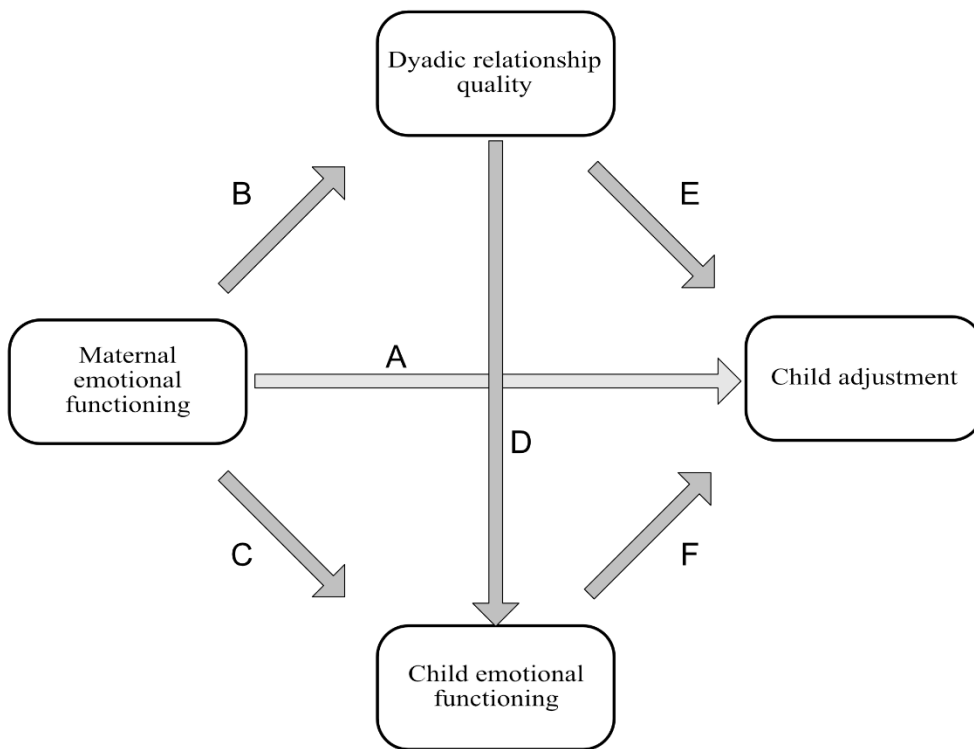 Dyadic relationship
quality
B
E
Maternal
emotional
functioning
A
Child adjustment
D
C
F
Child emotional
functioning